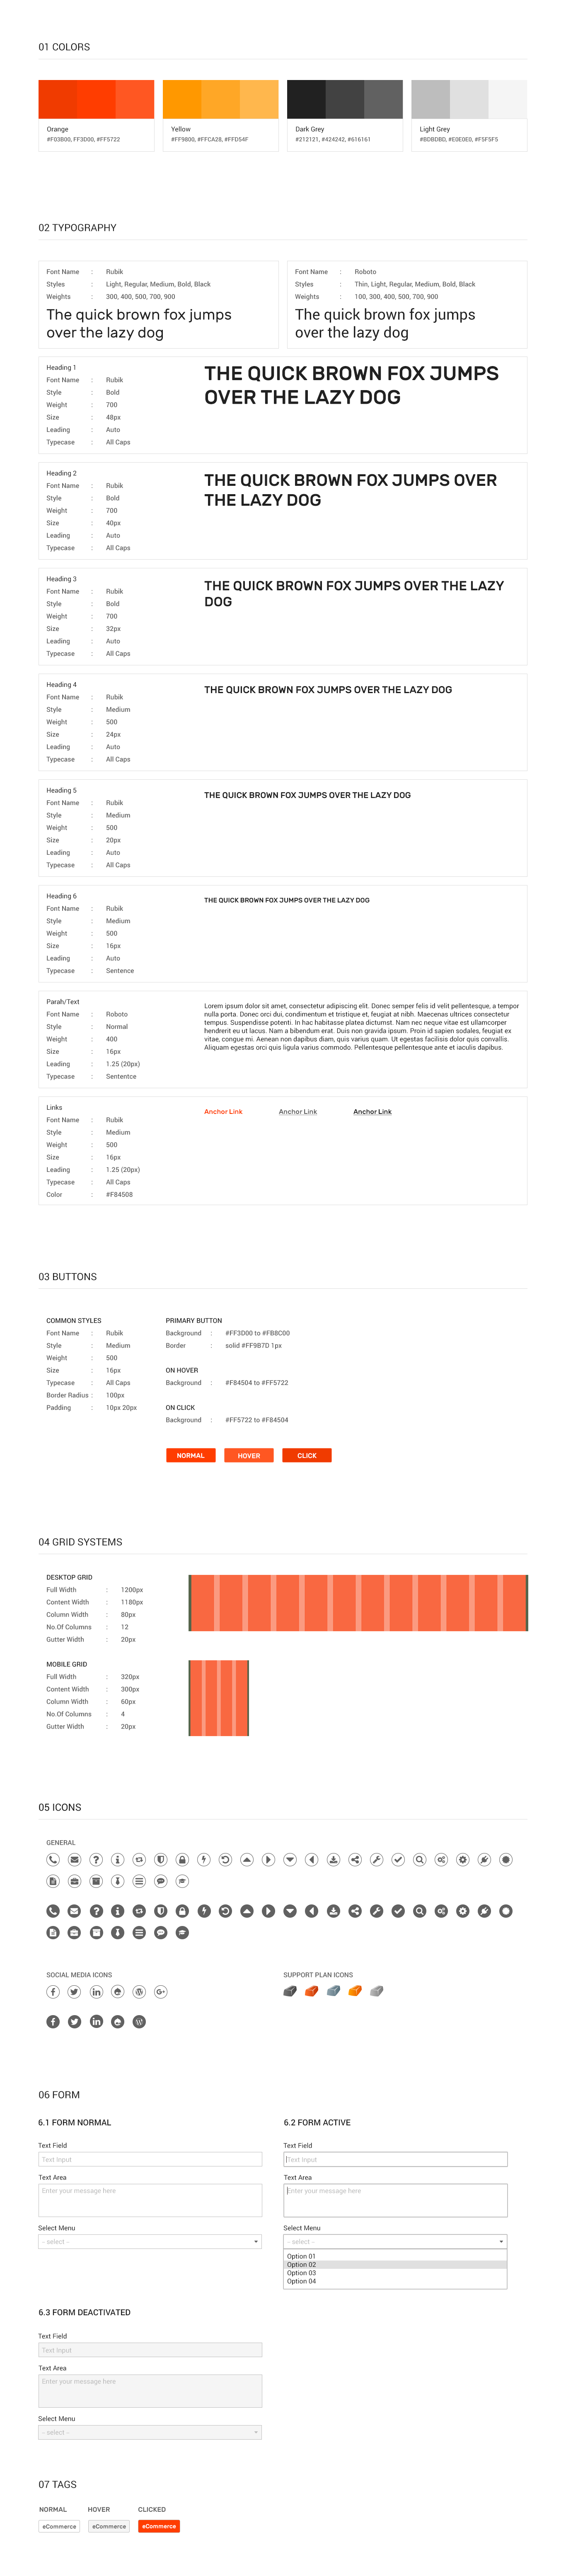 01 COLORS
Orange
#F03800, FF3D00, #FF5722
Yellow
#FF9800, #FFCA28, #FFD54F
Dark Grey
#212121, #424242, #616161
Light Grey
#BDBDBD, #E0E0E0, #F5F5F5
02 TYPOGRAPHY
Font Name : Rubik
Styles : Light, Regular, Medium, Bold, Black
Weights : 300, 400, 500, 700, 900
The quick brown fox jumps
over the lazy dog
Font Name : Roboto
Styles : Thin, Light, Regular, Medium, Bold, Black
Weights : 100, 300, 400, 500, 700, 900
The quick brown fox jumps
over the lazy dog
Heading 1
Font Name : Rubik
Style : Bold
Weight : 700
Size : 48px
Leading : Auto
Typecase : All Caps
THE QUICK BROWN FOX JUMPS
OVER THE LAZY DOG
Heading 2
Font Name : Rubik
Style : Bold
Weight : 700
Size : 40px
Leading : Auto
Typecase : All Caps
THE QUICK BROWN FOX JUMPS OVER
THE LAZY DOG
Heading 3
Font Name : Rubik
Style : Bold
Weight : 700
Size : 32px
Leading : Auto
Typecase : All Caps
THE QUICK BROWN FOX JUMPS OVER THE LAZY
DOG
Heading 4
Font Name : Rubik
Style : Medium
Weight : 500
Size : 24px
Leading : Auto
Typecase : All Caps
THE QUICK BROWN FOX JUMPS OVER THE LAZY DOG
Heading 5
Font Name : Rubik
Style : Medium
Weight : 500
Size : 20px
Leading : Auto
Typecase : All Caps
THE QUICK BROWN FOX JUMPS OVER THE LAZY DOG
Heading 6
Font Name : Rubik
Style : Medium
Weight : 500
Size : 16px
Leading : Auto
Typecase : Sentence
THE QUICK BROWN FOX JUMPS OVER THE LAZY DOG
Parah/Text
Font Name : Roboto
Style : Normal
Weight : 400
Size : 16px
Leading : 1.25 (20px)
Typecase : Sententce
Lorem ipsum dolor sit amet, consectetur adipiscing elit. Donec semper felis id velit pellentesque, a tempor
nulla porta. Donec orci dui, condimentum et tristique et, feugiat at nibh. Maecenas ultrices consectetur
tempus. Suspendisse potenti. In hac habitasse platea dictumst. Nam nec neque vitae est ullamcorper
hendrerit eu ut lacus. Nam a bibendum erat. Duis non gravida ipsum. Proin id sapien sodales, feugiat ex
vitae, congue mi. Aenean non dapibus diam, quis varius quam. Ut egestas facilisis dolor quis convallis.
Aliquam egestas orci quis ligula varius commodo. Pellentesque pellentesque ante et iaculis dapibus.
Links
Font Name : Rubik
Style : Medium
Weight : 500
Size : 16px
Leading : 1.25 (20px)
Typecase : All Caps
Color : #F84508
Anchor Link Anchor Link Anchor Link
03 BUTTONS
COMMON STYLES
Font Name : Rubik
Style : Medium
Weight : 500
Size : 16px
Typecase : All Caps
Border Radius : 100px
Padding : 10px 20px
PRIMARY BUTTON
Background : #FF3D00 to #FB8C00
Border : solid #FF9B7D 1px
ON HOVER
Background : #F84504 to #FF5722
ON CLICK
Background : #FF5722 to #F84504
NORMAL HOVER CLICK
04 GRID SYSTEMS
DESKTOP GRID
Full Width : 1200px
Content Width : 1180px
Column Width : 80px
No.Of Columns : 12
Gutter Width : 20px
MOBILE GRID
Full Width : 320px
Content Width : 300px
Column Width : 60px
No.Of Columns : 4
Gutter Width : 20px
05 ICONS
GENERAL
SOCIAL MEDIA ICONS
SUPPORT PLAN ICONS
06 FORM
6.1 FORM NORMAL
Text Field
Text Input
Text Area
Enter your message here
Select Menu
- select -
6.2 FORM ACTIVE
Text Field
Text Input
Text Area
Enter your message here
Select Menu
- select -
Option 01
Option 02
Option 03
Option 04
6.3 FORM DEACTIVATED
Text Field
Text Input
Text Area
Enter your message here
Select Menu
- select -
07 TAGS
NORMAL HOVER CLICKED
eCommerce eCommerce eCommerce